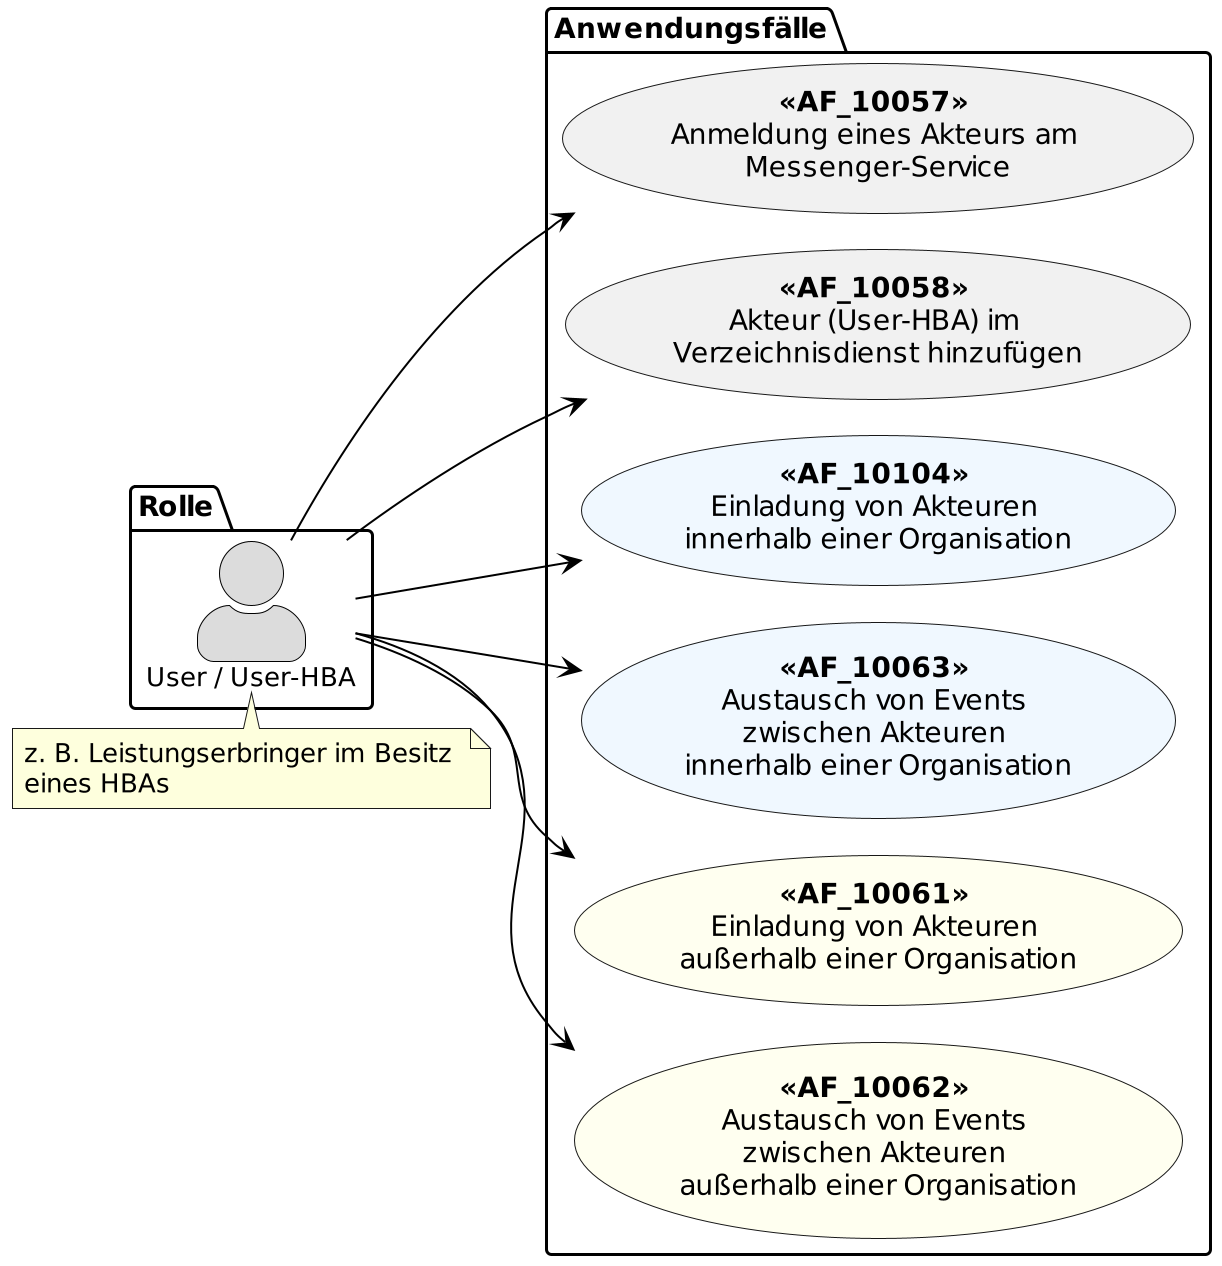 Anwendungsfälle
«AF_10057»
Anmeldung eines Akteurs am
Messenger-Service
«AF_10058»
Akteur (User-HBA) im
Verzeichnisdienst hinzufügen
«AF_10104»
Einladung von Akteuren
innerhalb einer Organisation
Rolle
User / User-HBA
z. B. Leistungserbringer im Besitz
eines HBAs
«AF_10063»
Austausch von Events
zwischen Akteuren
innerhalb einer Organisation
«AF_10061»
Einladung von Akteuren
außerhalb einer Organisation
«AF_10062»
Austausch von Events
zwischen Akteuren
außerhalb einer Organisation